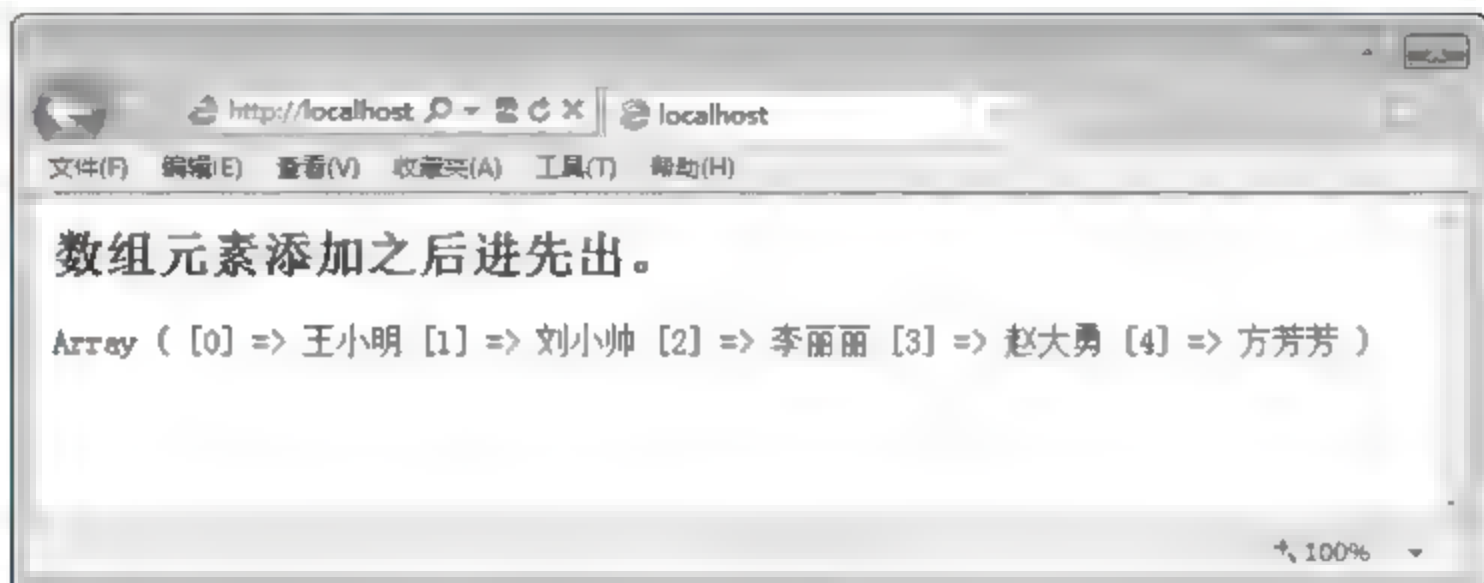 http://localhost localhost
文件(F) 编辑(E) 查看(V) 收藏夹(A) 工具(T) 帮助(H)
数组元素添加之后进先出。
Array ( [0] => 王小明 [1] => 刘小帅 [2] => 李丽丽 [3] => 赵大勇 [4] => 方芳芳 )
100%